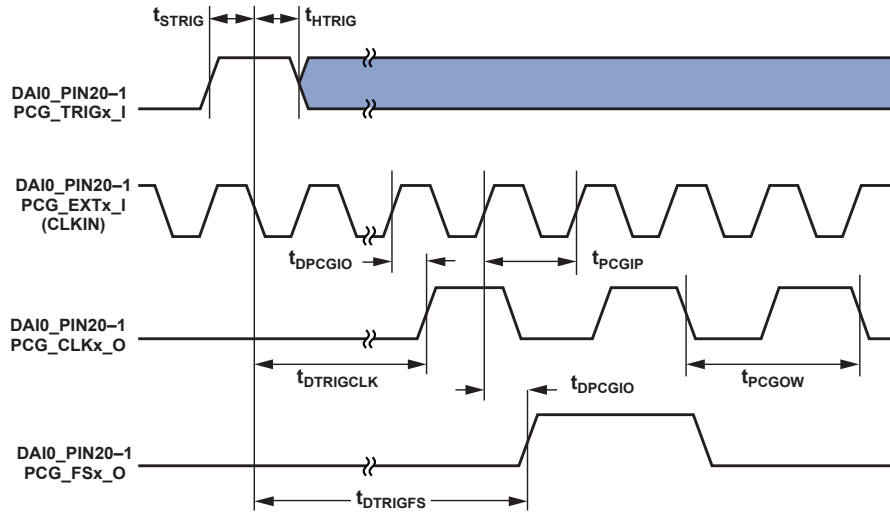 tSTRIG
tHTRIG
DAI0_PIN20–1
PCG_TRIGx_I
DAI0_PIN20–1
PCG_EXTx_I
(CLKIN)
tDPCGIO
tPCGIP
DAI0_PIN20–1
PCG_CLKx_O
tDTRIGCLK
tDPCGIO
tPCGOW
DAI0_PIN20–1
PCG_FSx_O
tDTRIGFS